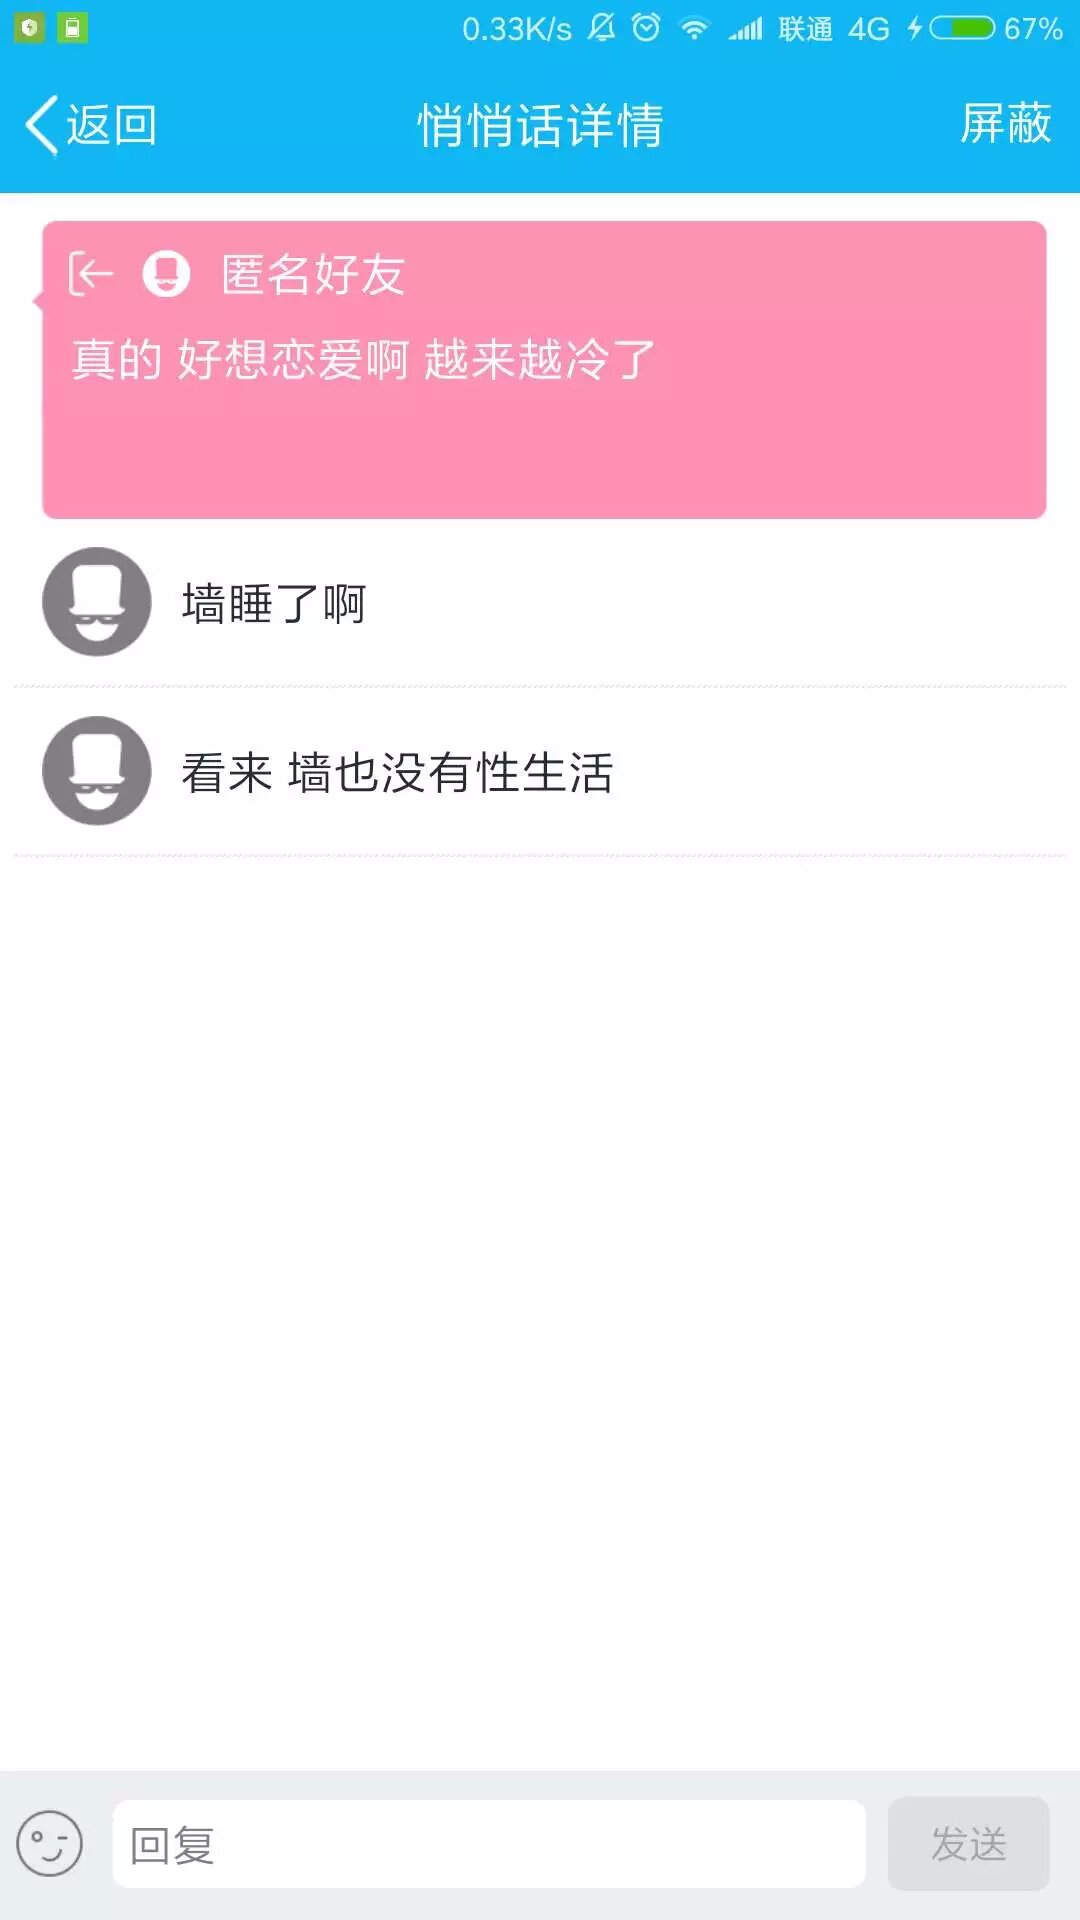 0.33K/s 联通 4G 67%
返回 悄悄话详情 屏蔽
匿名好友
真的 好想恋爱啊 越来越冷了
墙睡了啊
看来 墙也没有性生活
回复 发送